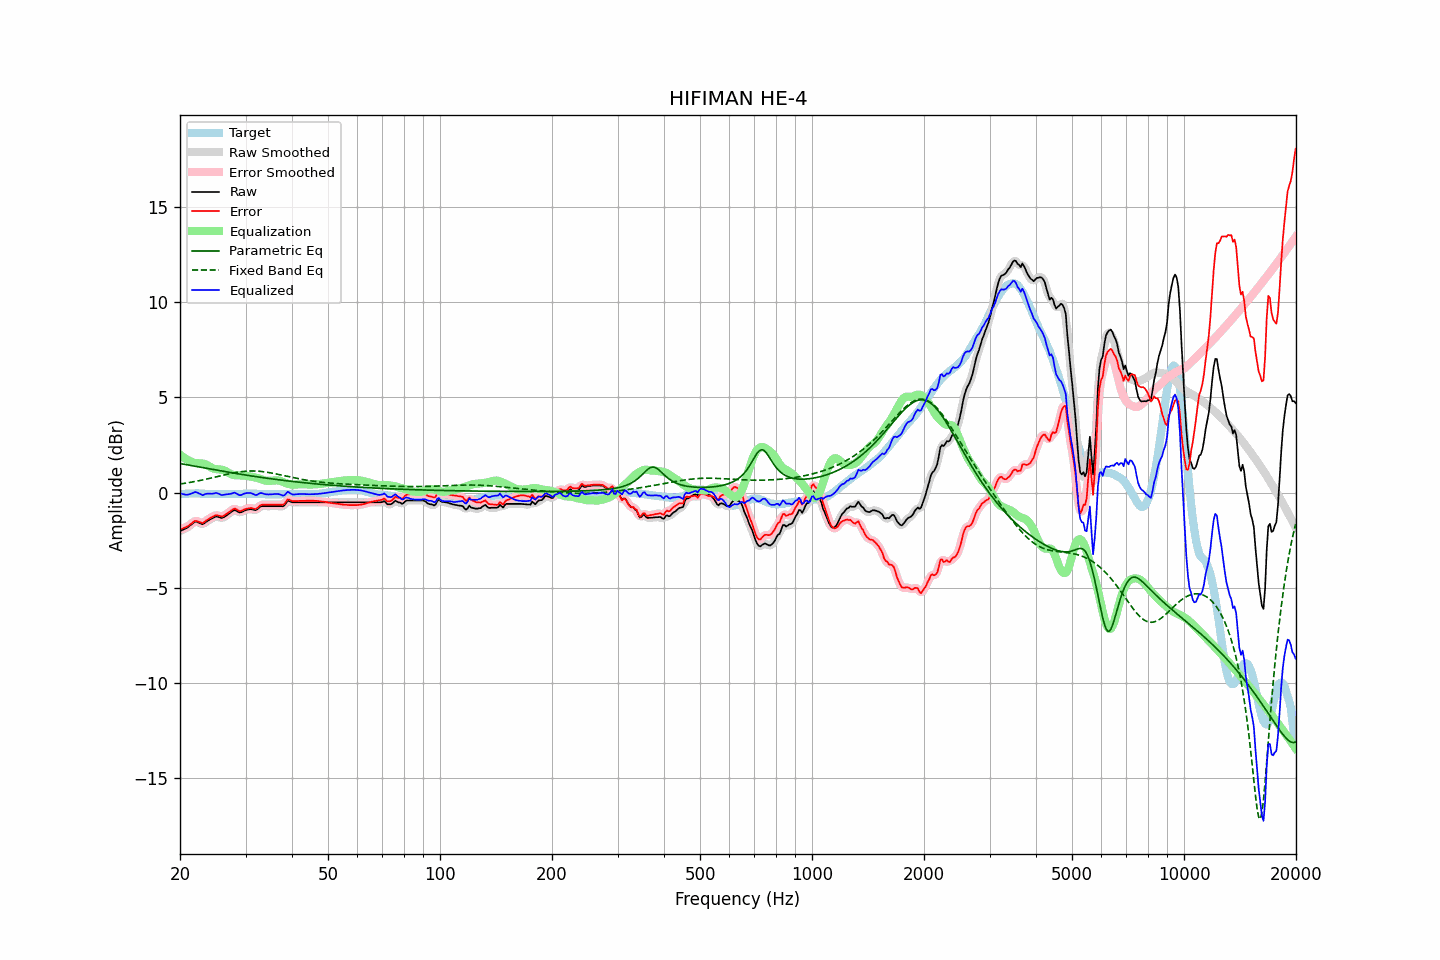 HIFIMAN HE-4
Target
Raw Smoothed
Error Smoothed
Raw
Error
Equalization
Parametric Eq
Fixed Band Eq
Equalized
15
10
5
0
−5
−10
−15
Amplitude (dBr)
20
50
100
200
500
1000
2000
5000
10000
20000
Frequency (Hz)